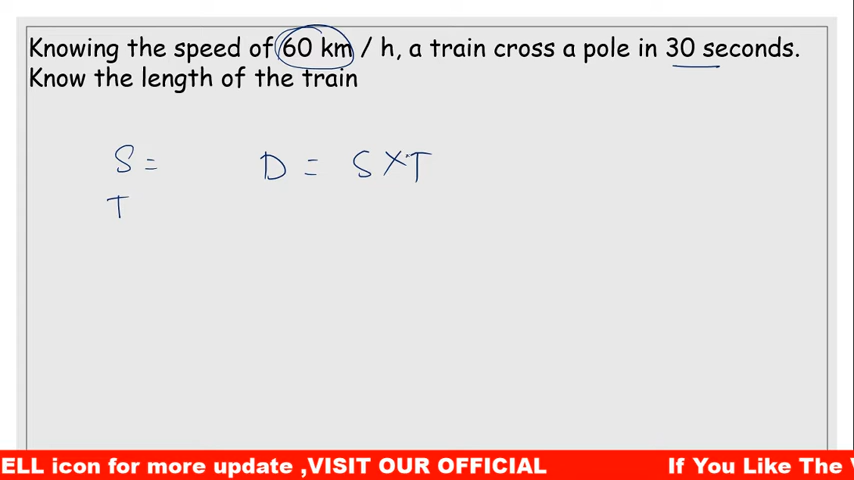 Knowing the speed of 60 km / h, a train cross a pole in 30 seconds.
Know the length of the train
S = D = S × T
T
ELL icon for more update ,VISIT OUR OFFICIAL If You Like The